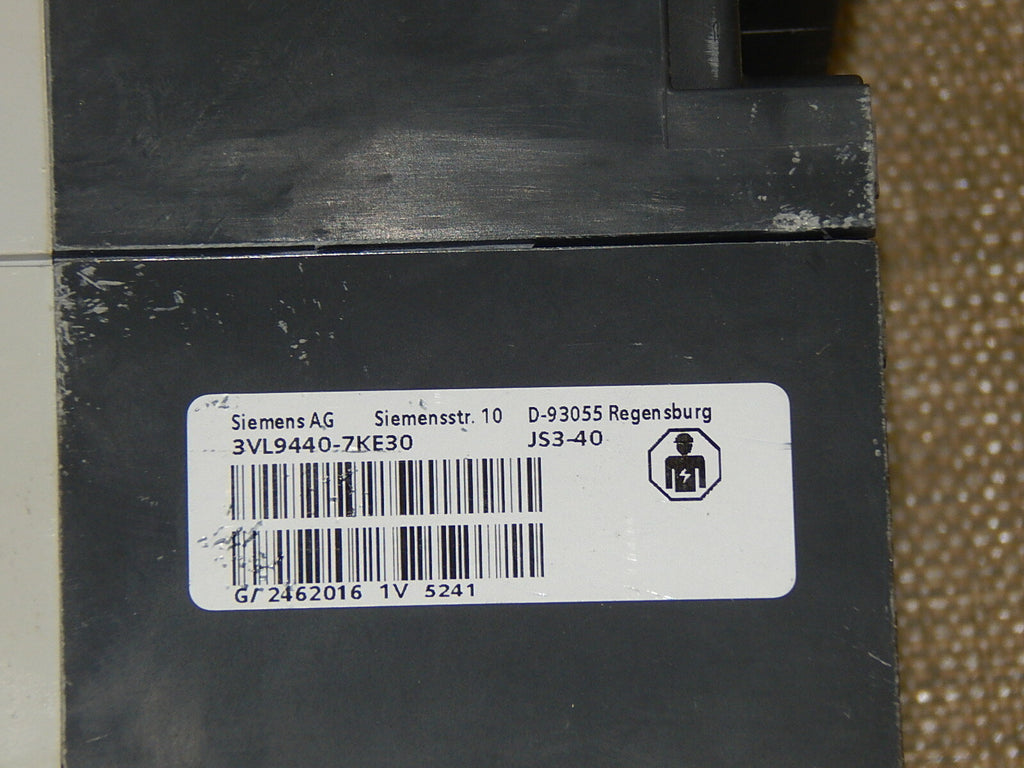 Siemens AG Siemensstr. 10 D-93055 Regensburg
3VL9440-7KE30 JS3-40
2462016 1V 5241